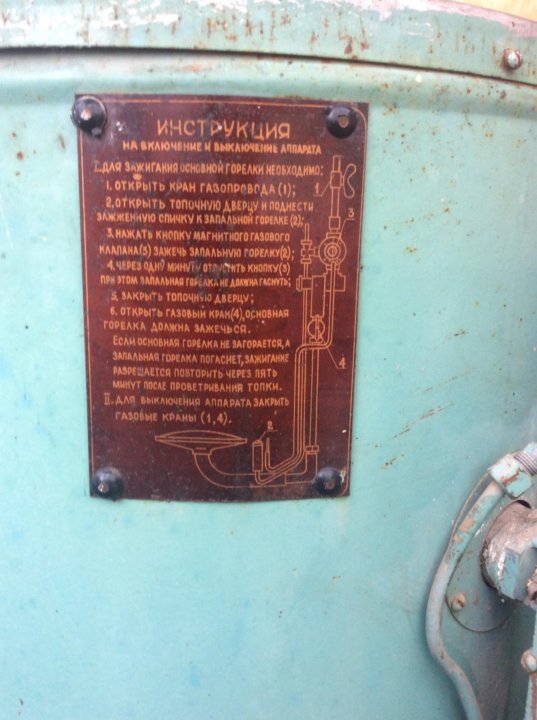 ИНСТРУКЦИЯ
НА ВКЛЮЧЕНИЕ И ВЫКЛЮЧЕНИЕ АППАРАТА
I. ДЛЯ ЗАЖИГАНИЯ ОСНОВНОЙ ГОРЕЛКИ НЕОБХОДИМО:
1. ОТКРЫТЬ КРАН ГАЗОПРОВОДА (1);
2, ОТКРЫТЬ ТОПОЧНУЮ ДВЕРЦУ И ПОДНЕСТИ
ЗАЖЖЕННУЮ СПИЧКУ К ЗАПАЛЬНОЙ ГОРЕЛКЕ (2);
3. НАЖАТЬ КНОПКУ МАГНИТНОГО ГАЗОВОГО
КЛАПАНА(3) ЗАЖЕЧЬ ЗАПАЛЬНУЮ ГОРЕЛКУ(2);
4. ЧЕРЕЗ ОДНУ МИНУТУ ОТПУСТИТЬ КНОПКУ(3)
ПРИ ЭТОМ ЗАПАЛЬНАЯ ГОРЕЛКА НЕ ДОЛЖНА ГАСНУТЬ;
5. ЗАКРЫТЬ ТОПОЧНУЮ ДВЕРЦУ;
6. ОТКРЫТЬ ГАЗОВЫЙ КРАН(4), ОСНОВНАЯ
ГОРЕЛКА ДОЛЖНА ЗАЖЕЧЬСЯ.
ЕСЛИ ОСНОВНАЯ ГОРЕЛКА НЕ ЗАГОРАЕТСЯ, А
ЗАПАЛЬНАЯ ГОРЕЛКА ПОГАСНЕТ, ЗАЖИГАНИЕ
РАЗРЕШАЕТСЯ ПОВТОРИТЬ ЧЕРЕЗ ПЯТЬ
МИНУТ ПОСЛЕ ПРОВЕТРИВАНИЯ ТОПКИ.
II. ДЛЯ ВЫКЛЮЧЕНИЯ АППАРАТА ЗАКРЫТЬ
ГАЗОВЫЕ КРАНЫ (1,4).
1
3
4
2